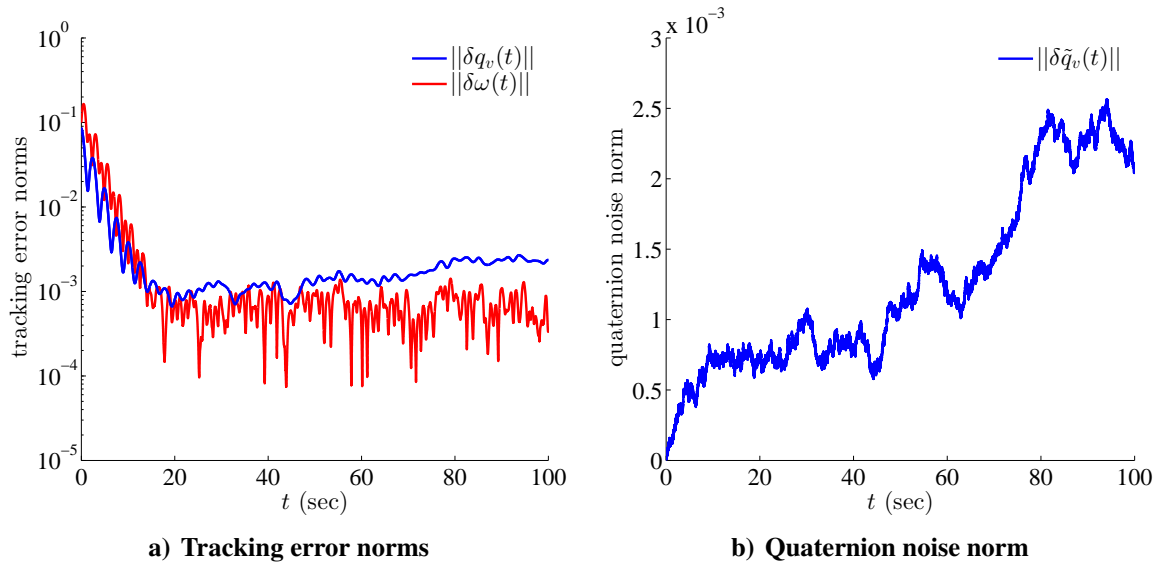 10^0
10^-1
10^-2
10^-3
10^-4
10^-5
tracking error norms
||δq_v(t)||
||δω(t)||
0 20 40 60 80 100
t (sec)
a) Tracking error norms
x 10^-3
3
2.5
2
1.5
1
0.5
0
quaternion noise norm
||δq̃_v(t)||
0 20 40 60 80 100
t (sec)
b) Quaternion noise norm